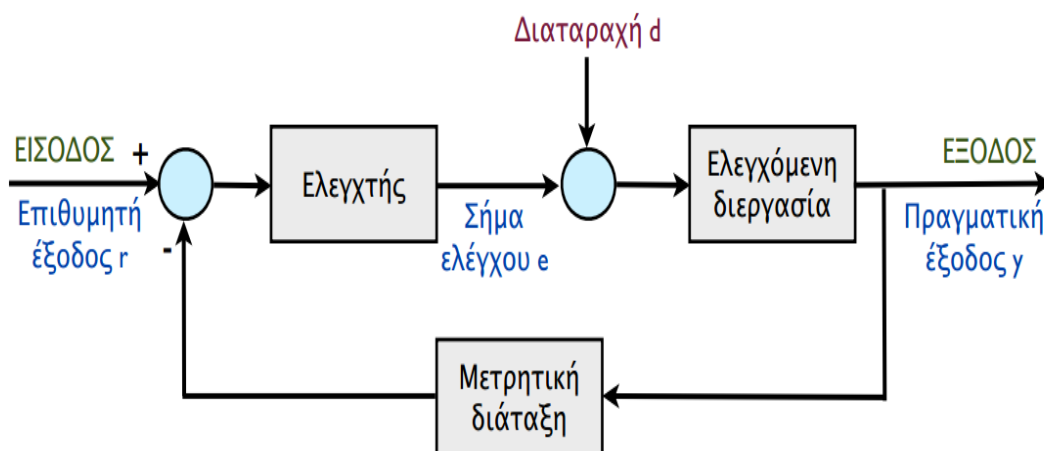 Διαταραχή d
ΕΙΣΟΔΟΣ
+
Επιθυμητή
έξοδος r
-
Ελεγχτής
Σήμα
ελέγχου e
Ελεγχόμενη
διεργασία
ΕΞΟΔΟΣ
Πραγματική
έξοδος y
Μετρητική
διάταξη